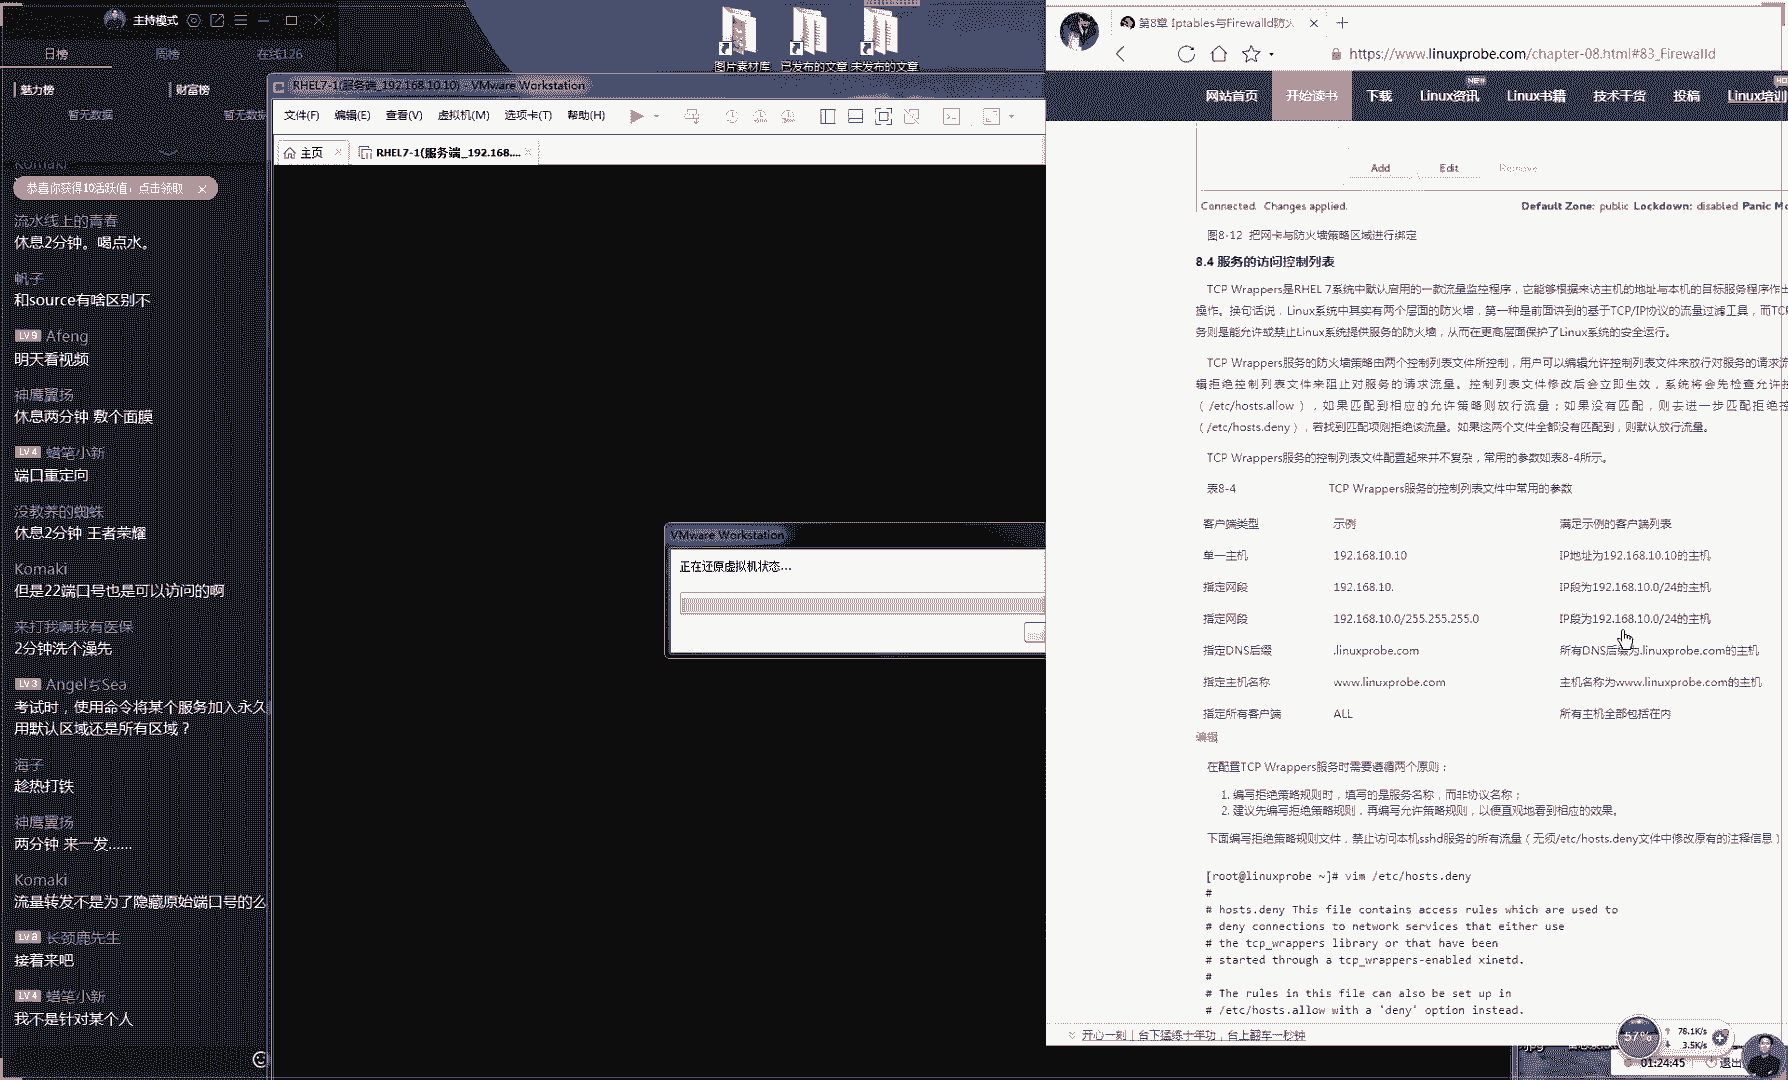 主持模式
日榜
周榜
在线126
魅力榜
财富榜
暂无数据
暂无数据
Komaki
恭喜你获得10活跃值，点击领取
流水线上的青春
休息2分钟。喝点水。
帆子
和source有啥区别不
LV9 Afeng
明天看视频
神鹰翼扬
休息两分钟 敷个面膜
LV4 蜡笔小新
端口重定向
没教养的蜘蛛
休息2分钟 王者荣耀
Komaki
但是22端口号也是可以访问的啊
来打我啊我有医保
2分钟洗个澡先
LV3 AngelぢSea
考试时，使用命令将某个服务加入永久
用默认区域还是所有区域？
海子
趁热打铁
神鹰翼扬
两分钟 来一发......
Komaki
流量转发不是为了隐藏原始端口号的么
LV8 长颈鹿先生
接着来吧
LV4 蜡笔小新
我不是针对某个人
图片素材库
已发布的文章
未发布的文章
RHEL7-1(服务端_192.168.10.10) - VMware Workstation
文件(F) 编辑(E) 查看(V) 虚拟机(M) 选项卡(T) 帮助(H)
主页
RHEL7-1(服务端_192.168....
VMware Workstation
正在还原虚拟机状态...
第8章 Iptables与Firewalld防火
https://www.linuxprobe.com/chapter-08.html#83_Firewalld
网站首页 开始读书 下载 Linux资讯 NEW Linux书籍 技术干货 投稿 Linux培训
Add Edit Remove
Connected. Changes applied.
Default Zone: public Lockdown: disabled Panic Mo
图8-12 把网卡与防火墙策略区域进行绑定
8.4 服务的访问控制列表
TCP Wrappers是RHEL 7系统中默认启用的一款流量监控程序，它能够根据来访主机的地址与本机的目标服务程序作出
操作。换句话说，Linux系统中其实有两个层面的防火墙，第一种是前面讲到的基于TCP/IP协议的流量过滤工具，而TCP
务则是能允许或禁止Linux系统提供服务的防火墙，从而在更高层面保护了Linux系统的安全运行。
TCP Wrappers服务的防火墙策略由两个控制列表文件所控制，用户可以编辑允许控制列表文件来放行对服务的请求流
辑拒绝控制列表文件来阻止对服务的请求流量。控制列表文件修改后会立即生效，系统将会先检查允许控
（/etc/hosts.allow），如果匹配到相应的允许策略则放行流量；如果没有匹配，则去进一步匹配拒绝控
（/etc/hosts.deny），若找到匹配项则拒绝该流量。如果这两个文件全都没有匹配到，则默认放行流量。
TCP Wrappers服务的控制列表文件配置起来并不复杂，常用的参数如表8-4所示。
表8-4 TCP Wrappers服务的控制列表文件中常用的参数
客户端类型 示例 满足示例的客户端列表
单一主机 192.168.10.10 IP地址为192.168.10.10的主机
指定网段 192.168.10. IP段为192.168.10.0/24的主机
指定网段 192.168.10.0/255.255.255.0 IP段为192.168.10.0/24的主机
指定DNS后缀 .linuxprobe.com 所有DNS后缀为.linuxprobe.com的主机
指定主机名称 www.linuxprobe.com 主机名称为www.linuxprobe.com的主机
指定所有客户端 ALL 所有主机全部包括在内
编辑
在配置TCP Wrappers服务时需要遵循两个原则：
1. 编写拒绝策略规则时，填写的是服务名称，而非协议名称；
2. 建议先编写拒绝策略规则，再编写允许策略规则，以便直观地看到相应的效果。
下面编写拒绝策略规则文件，禁止访问本机sshd服务的所有流量（无须/etc/hosts.deny文件中修改原有的注释信息）
[root@linuxprobe ~]# vim /etc/hosts.deny
#
# hosts.deny This file contains access rules which are used to
# deny connections to network services that either use
# the tcp_wrappers library or that have been
# started through a tcp_wrappers-enabled xinetd.
#
# The rules in this file can also be set up in
# /etc/hosts.allow with a 'deny' option instead.
开心一刻 | 台下猛练十年功，台上翻车一秒钟
57%
78.1K/s
3.5K/s
01:24:45
退出